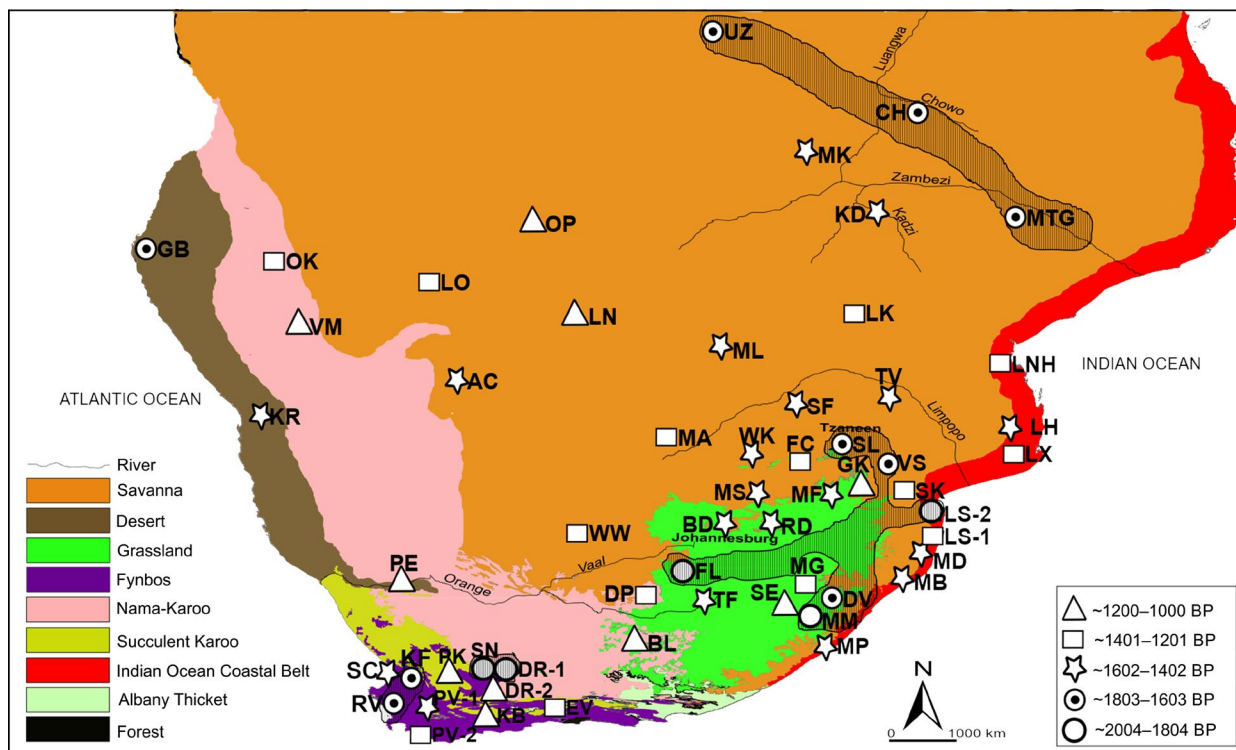 UZ
Luangwa
CH
Chowo
MK
Zambezi
OP
KD
Kadzi
MTG
GB
OK
LO
VM
LN
LK
ML
LNH
INDIAN OCEAN
AC
ATLANTIC OCEAN
KR
TV
SF
Limpopo
Tzaneen
LH
MA
WK
FC
SL
LX
VS
GK
MS
MF
SK
BD
RD
LS-2
Johannesburg
WW
LS-1
PE
Vaal
FL
MG
MD
Orange
DP
TF
SE
DV
MB
MM
BL
MP
SN
KF
PK
SC
DR-1
DR-2
RV
PV-1
KB
EV
PV-2
River
Savanna
Desert
Grassland
Fynbos
Nama-Karoo
Succulent Karoo
Indian Ocean Coastal Belt
Albany Thicket
Forest
N
0 1000 km
~1200–1000 BP
~1401–1201 BP
~1602–1402 BP
~1803–1603 BP
~2004–1804 BP